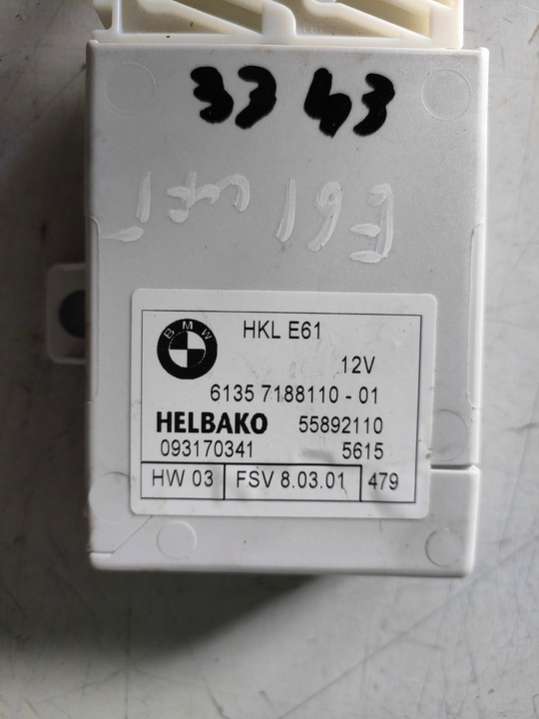 33 43
E61
BMW
HKL E61
12V
6135 7188110 - 01
HELBAKO 55892110
093170341 5615
HW 03 FSV 8.03.01 479